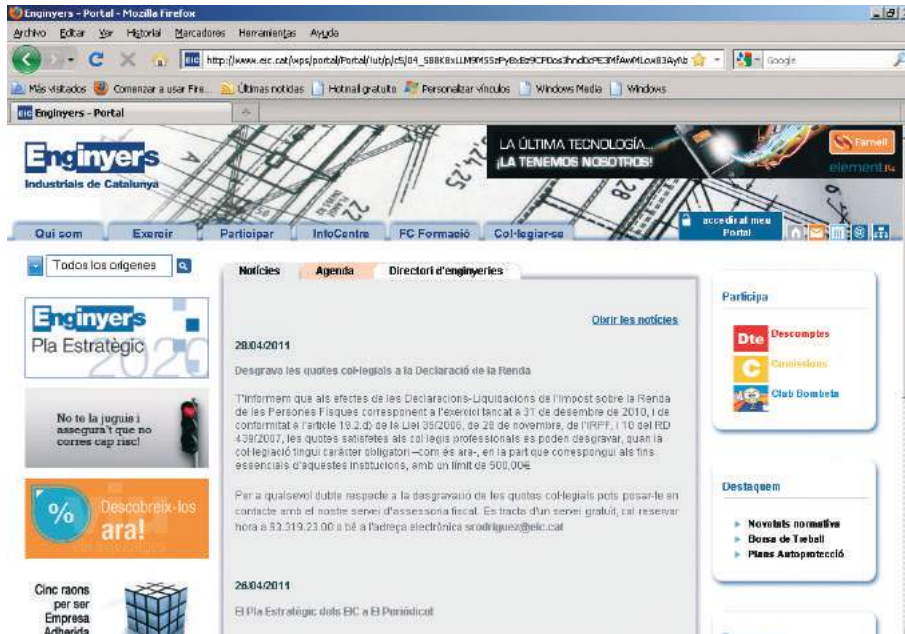 Enginyers - Portal - Mozilla Firefox
Archivo Editar Ver Historial Marcadores Herramientas Ayuda
Google
Más visitados Comenzar a usar Fire... Últimas noticias Hotmail gratuito Personalizar vínculos Windows Media Windows
EIC Enginyers - Portal
Enginyers
Industrials de Catalunya
LA ÚLTIMA TECNOLOGÍA...
¡LA TENEMOS NOSOTROS!
Farnell
element14
24,25
22
28
accedir al meu
Portal
Qui som Exercir Participar InfoCentre FC Formació Col·legiar-se
Todos los orígenes
Notícies Agenda Directori d'enginyeries
Participa
Obrir les notícies
Enginyers
Pla Estratègic
2020
Dte Descomptes
C Comissions
Club Bombeta
28/04/2011
Desgrava les quotes col·legials a la Declaració de la Renda
T'informem que als efectes de les Declaracions-Liquidacions de l'Impost sobre la Renda
de les Persones Físques corresponent a l'exercici tancat a 31 de desembre de 2010, i de
conformitat a l'article 19.2.d) de la Llei 35/2006, de 28 de novembre, de l'IRPF, i 10 del RD
439/2007, les quotes satisfetes als col·legis professionals es poden desgravar, quan la
col·legiació tingui caràcter obligatori –com és ara-, en la part que correspongui als fins
essencials d'aquestes institucions, amb un límit de 500,00€
No te la juguis i
assegura't que no
corres cap risc!
Per a qualsevol dubte respecte a la desgravació de les quotes col·legials pots posar-te en
contacte amb el nostre servei d'assessoria fiscal. Es tracta d'un servei gratuït, cal reservar
hora a 93.319.23.00 o bé a l'adreça electrònica srodriguez@eic.cat
Destaquem
Novetats normativa
Borsa de Treball
Plans Autoprotecció
%
Descobreix-los
ara!
26/04/2011
El Pla Estratègic dels EIC a El Periódico!
Cinc raons
per ser
Empresa
Adherida